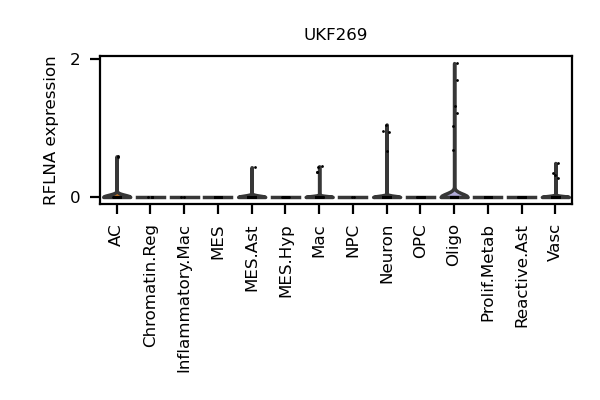 UKF269
RFLNA expression
2
0
AC
Chromatin.Reg
Inflammatory.Mac
MES
MES.Ast
MES.Hyp
Mac
NPC
Neuron
OPC
Oligo
Prolif.Metab
Reactive.Ast
Vasc